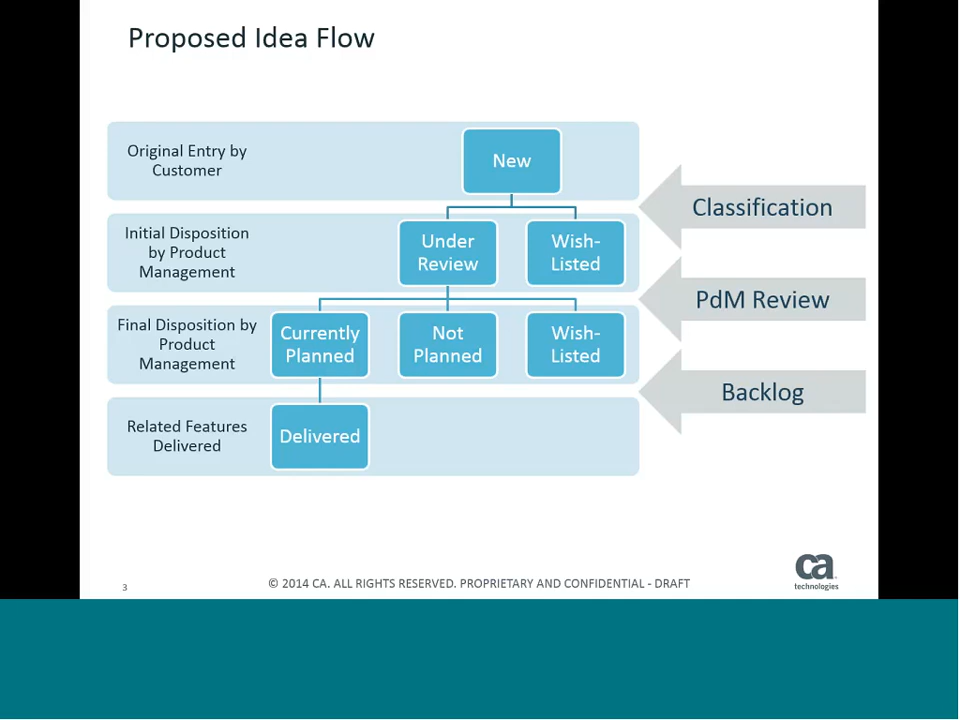 Proposed Idea Flow
Original Entry by
Customer
New
Classification
Initial Disposition
by Product
Management
Under
Review
Wish-
Listed
PdM Review
Final Disposition by
Product
Management
Currently
Planned
Not
Planned
Wish-
Listed
Backlog
Related Features
Delivered
Delivered
3
© 2014 CA. ALL RIGHTS RESERVED. PROPRIETARY AND CONFIDENTIAL - DRAFT
ca
technologies